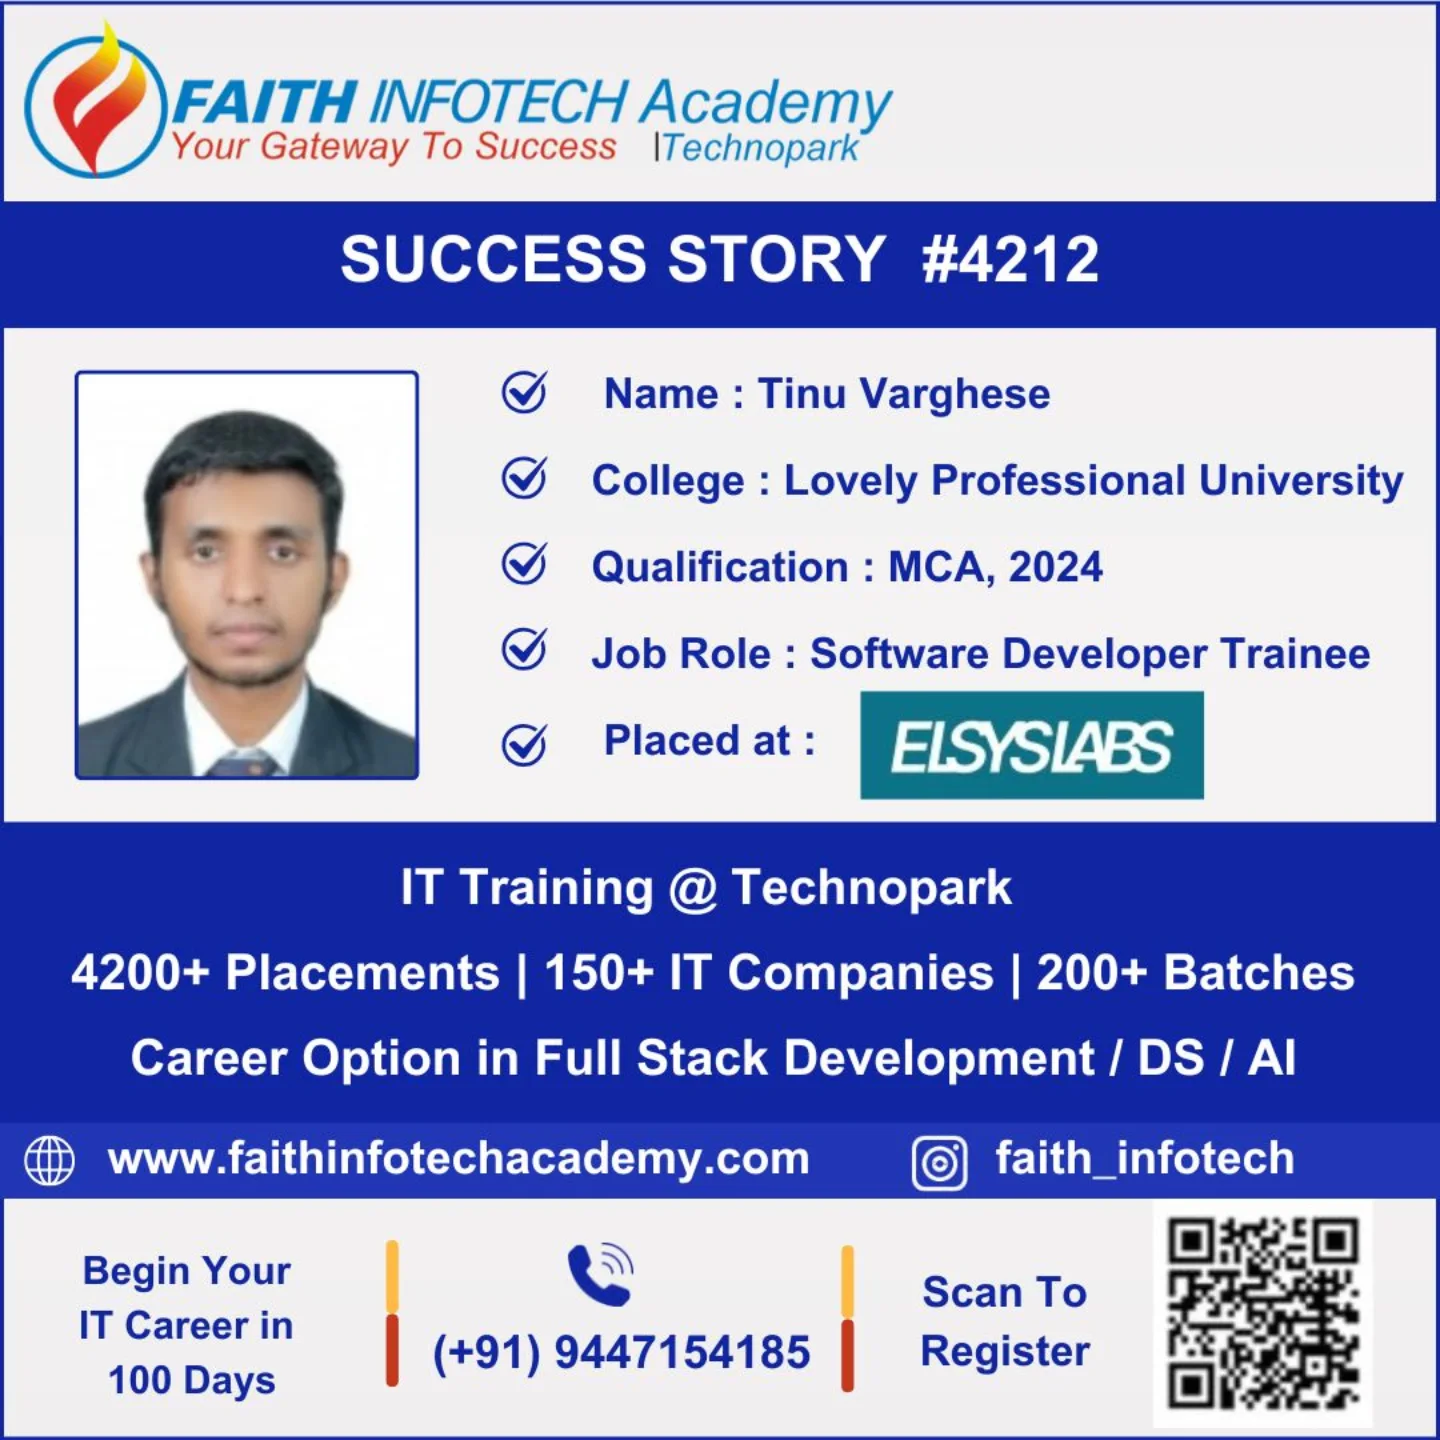 FAITH INFOTECH Academy
Your Gateway To Success |Technopark
SUCCESS STORY #4212
Name : Tinu Varghese
College : Lovely Professional University
Qualification : MCA, 2024
Job Role : Software Developer Trainee
Placed at : ELSYSLABS
IT Training @ Technopark
4200+ Placements | 150+ IT Companies | 200+ Batches
Career Option in Full Stack Development / DS / AI
www.faithinfotechacademy.com
faith_infotech
Begin Your
IT Career in
100 Days
(+91) 9447154185
Scan To
Register